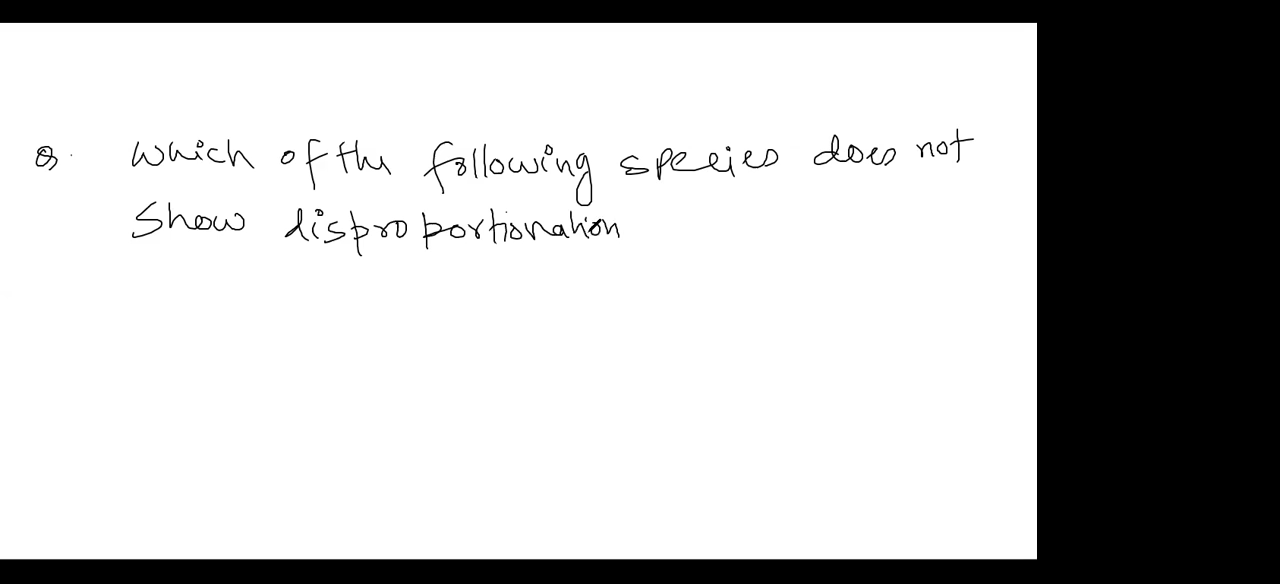 Q. Which of the following species does not
show disproportionation